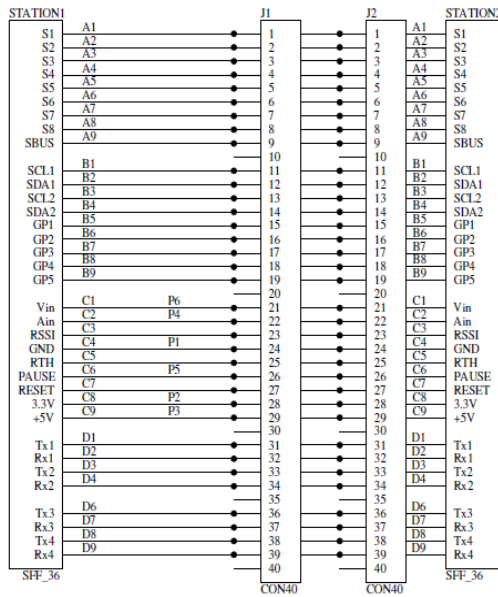 STATION1 J1 J2 STATION2
S1 A1 1 1 A1 S1
S2 A2 2 2 A2 S2
S3 A3 3 3 A3 S3
S4 A4 4 4 A4 S4
S5 A5 5 5 A5 S5
S6 A6 6 6 A6 S6
S7 A7 7 7 A7 S7
S8 A8 8 8 A8 S8
SBUS A9 9 9 A9 SBUS
10 10
SCL1 B1 11 11 B1 SCL1
SDA1 B2 12 12 B2 SDA1
SCL2 B3 13 13 B3 SCL2
SDA2 B4 14 14 B4 SDA2
GP1 B5 15 15 B5 GP1
GP2 B6 16 16 B6 GP2
GP3 B7 17 17 B7 GP3
GP4 B8 18 18 B8 GP4
GP5 B9 19 19 B9 GP5
20 20
Vin C1 P6 21 21 C1 Vin
Ain C2 P4 22 22 C2 Ain
RSSI C3 23 23 C3 RSSI
GND C4 P1 24 24 C4 GND
RTH C5 25 25 C5 RTH
PAUSE C6 P5 26 26 C6 PAUSE
RESET C7 27 27 C7 RESET
3.3V C8 P2 28 28 C8 3.3V
+5V C9 P3 29 29 C9 +5V
30 30
Tx1 D1 31 31 D1 Tx1
Rx1 D2 32 32 D2 Rx1
Tx2 D3 33 33 D3 Tx2
Rx2 D4 34 34 D4 Rx2
35 35
Tx3 D6 36 36 D6 Tx3
Rx3 D7 37 37 D7 Rx3
Tx4 D8 38 38 D8 Tx4
Rx4 D9 39 39 D9 Rx4
40 40
SFF_36 CON40 CON40 SFF_36